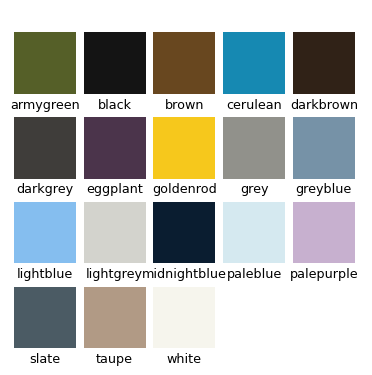 armygreen black brown cerulean darkbrown
darkgrey eggplant goldenrod grey greyblue
lightblue lightgrey midnightblue paleblue palepurple
slate taupe white